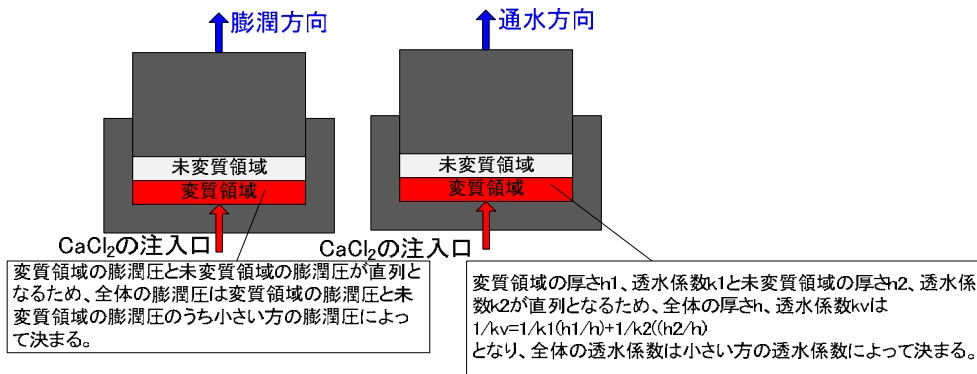 膨潤方向
通水方向
未変質領域
変質領域
未変質領域
変質領域
CaCl₂の注入口
CaCl₂の注入口
変質領域の膨潤圧と未変質領域の膨潤圧が直列と
なるため、全体の膨潤圧は変質領域の膨潤圧と未
変質領域の膨潤圧のうち小さい方の膨潤圧によっ
て決まる。
変質領域の厚さh1、透水係数k1と未変質領域の厚さh2、透水係
数k2が直列となるため、全体の厚さh、透水係数kvは
1/kv=1/k1(h1/h)+1/k2((h2/h)
となり、全体の透水係数は小さい方の透水係数によって決まる。